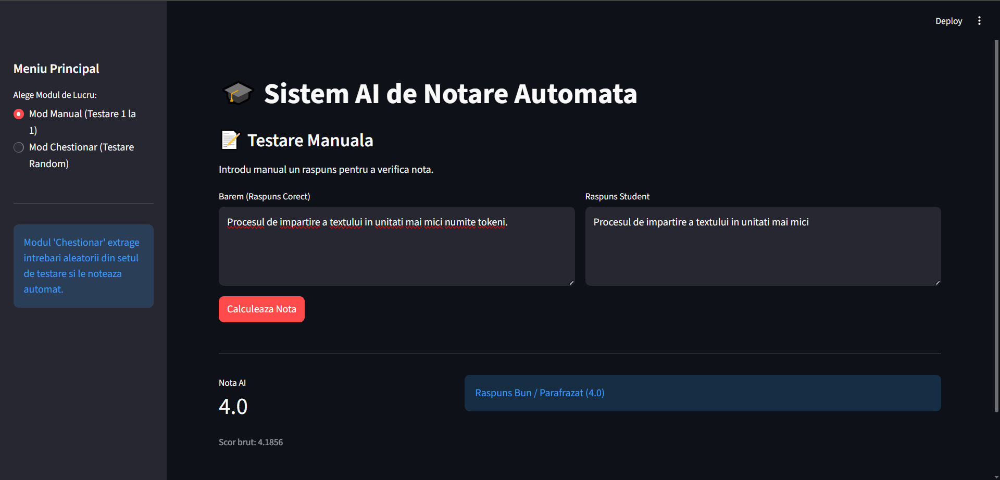 Deploy
Meniu Principal
Alege Modul de Lucru:
Mod Manual (Testare 1 la
1)
Mod Chestionar (Testare
Random)
Modul 'Chestionar' extrage
intrebari aleatorii din setul
de testare si le noteaza
automat.
Sistem AI de Notare Automata
Testare Manuala
Introdu manual un raspuns pentru a verifica nota.
Barem (Raspuns Corect)
Procesul de impartire a textului in unitati mai mici numite tokeni.
Raspuns Student
Procesul de impartire a textului in unitati mai mici
Calculeaza Nota
Nota AI
4.0
Scor brut: 4.1856
Raspuns Bun / Parafrazat (4.0)